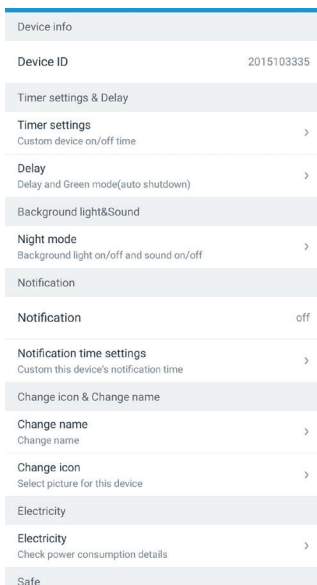 Device info
Device ID 2015103335
Timer settings & Delay
Timer settings
Custom device on/off time
Delay
Delay and Green mode(auto shutdown)
Background light&Sound
Night mode
Background light on/off and sound on/off
Notification
Notification off
Notification time settings
Custom this device's notification time
Change icon & Change name
Change name
Change name
Change icon
Select picture for this device
Electricity
Electricity
Check power consumption details
Safe